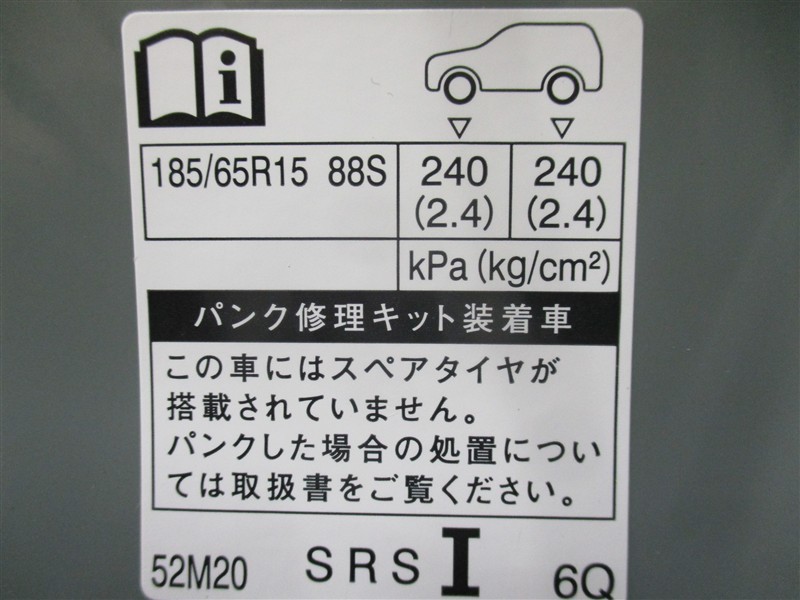 i
185/65R15 88S 240 240
(2.4) (2.4)
kPa (kg/cm²)
パンク修理キット装着車
この車にはスペアタイヤが
搭載されていません。
パンクした場合の処置につい
ては取扱書をご覧ください。
52M20 SRS I 6Q